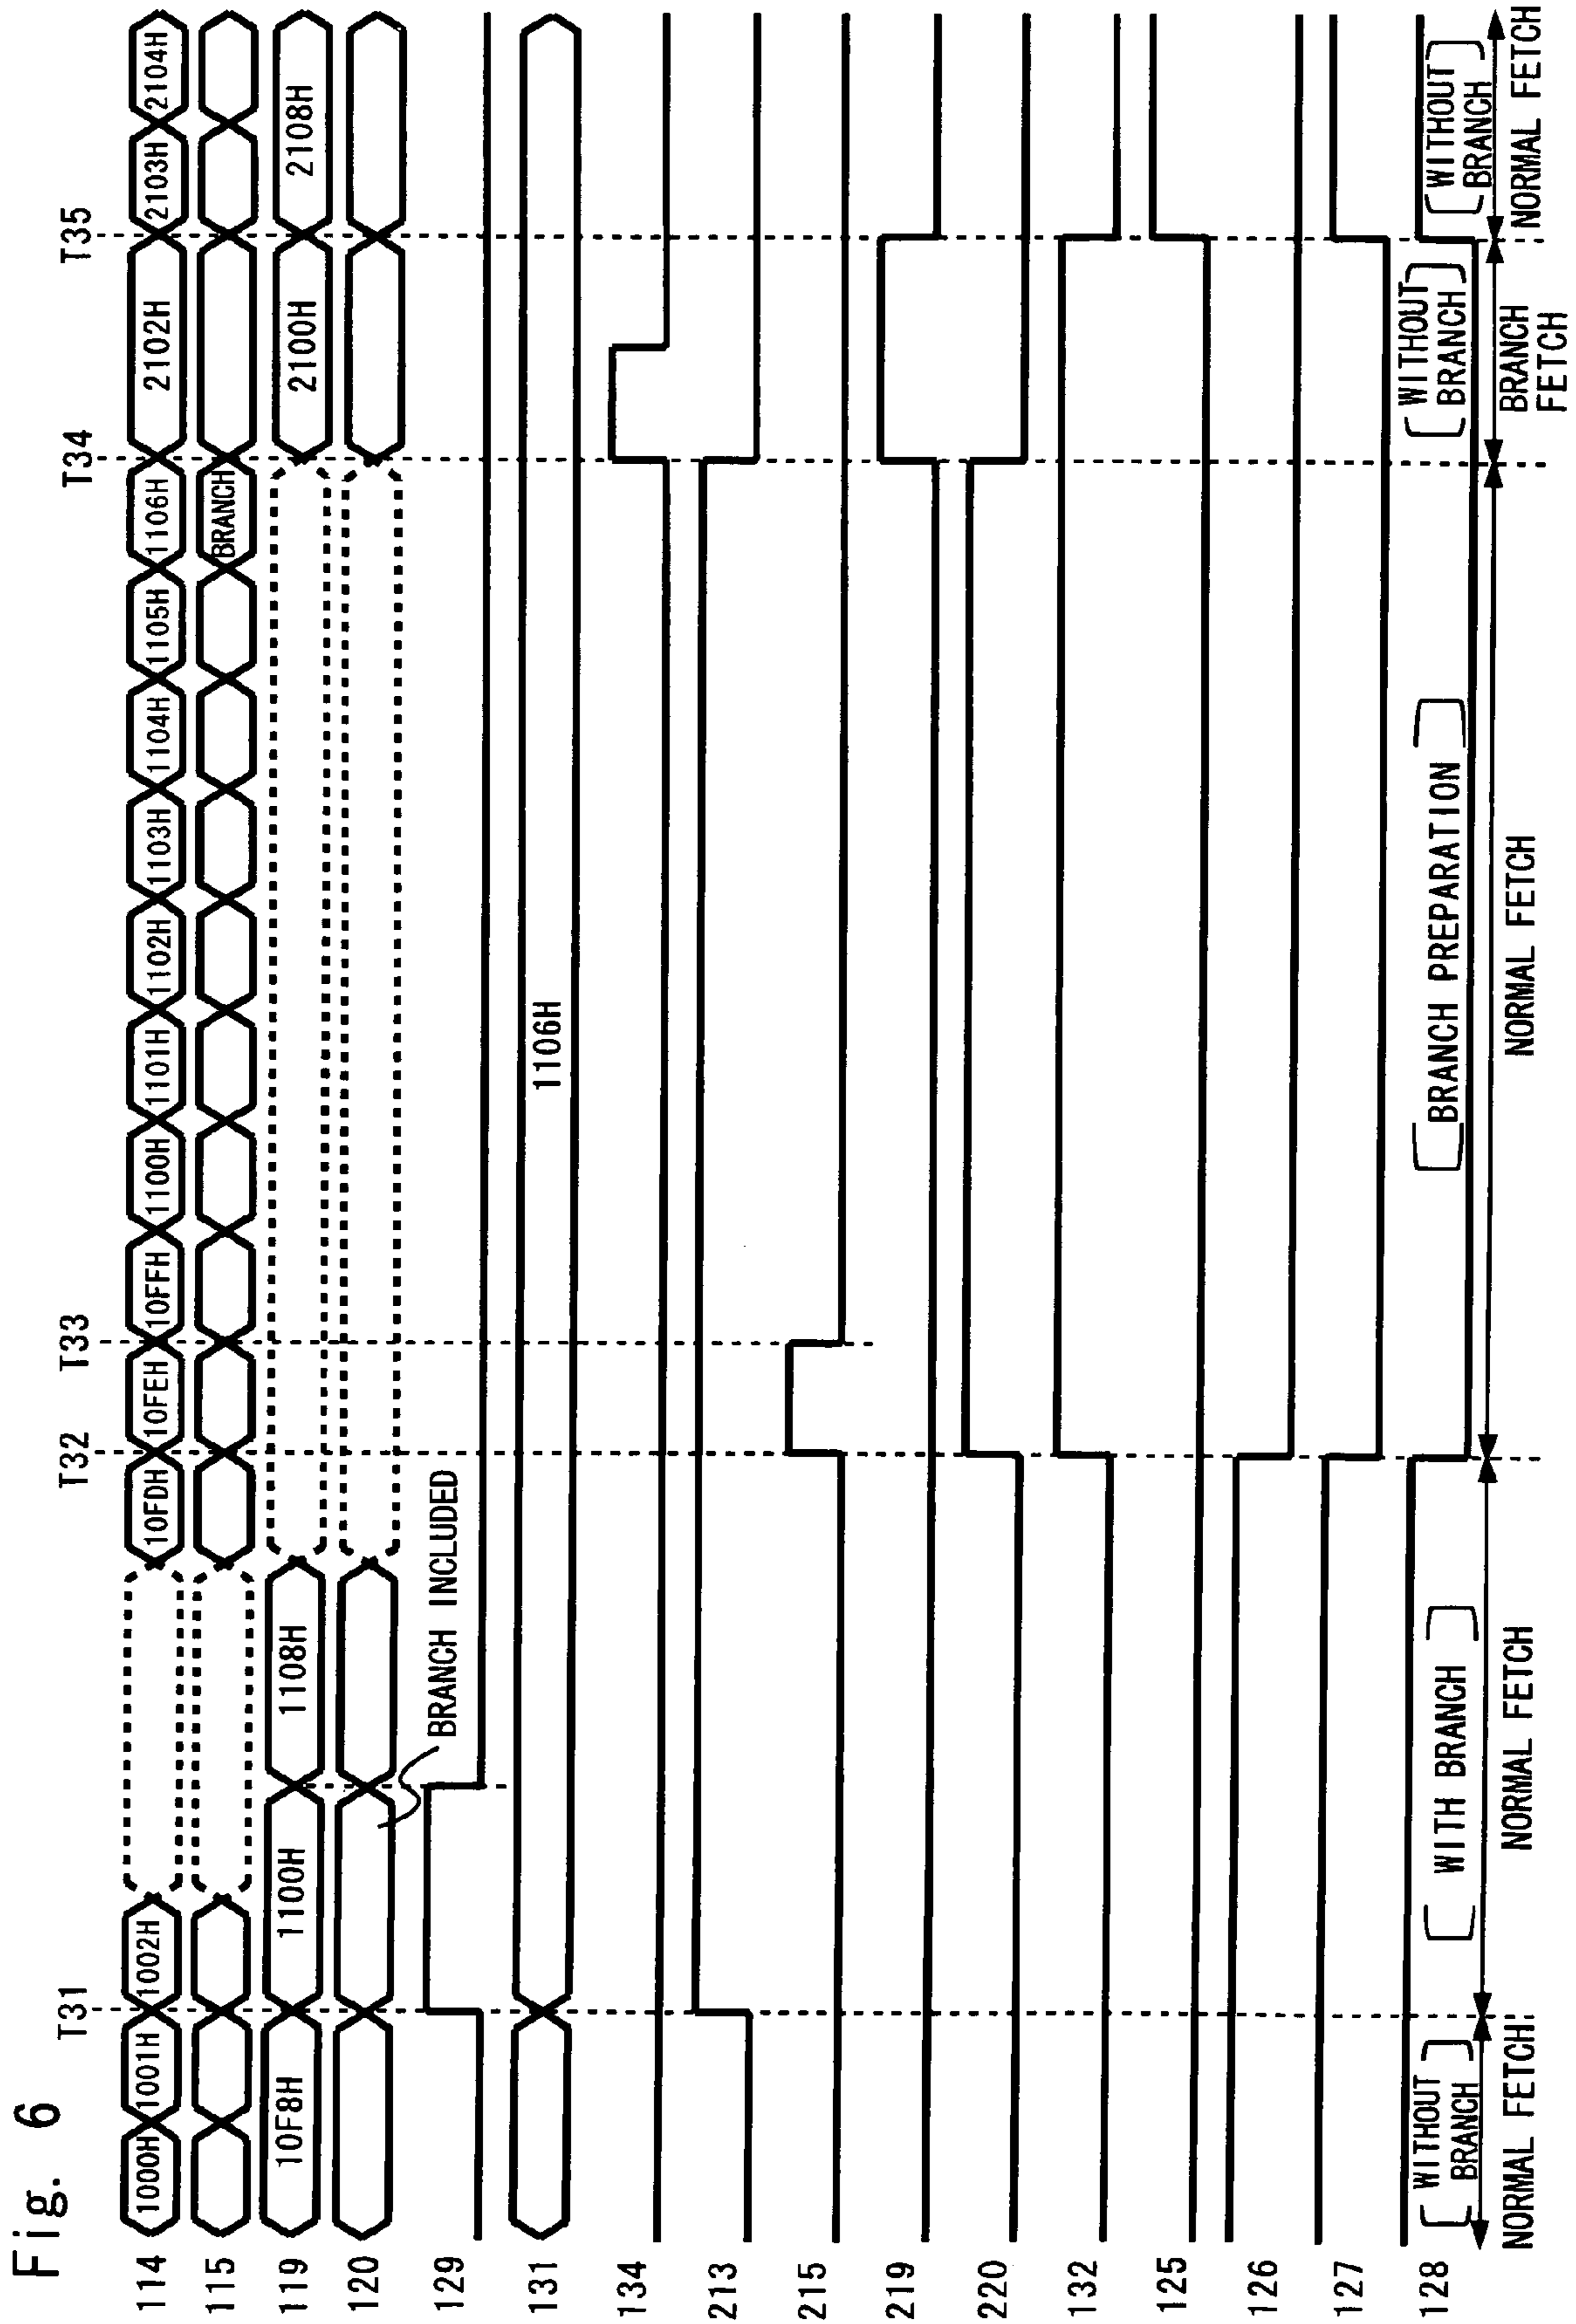 Fig. 6
T31
T32
T33
T34
T35
114
1000H
1001H
1002H
10FDH
10FEH
10FFH
1100H
1101H
1102H
1103H
1104H
1105H
1106H
2102H
2103H
2104H
115
BRANCH
119
10F8H
1100H
1108H
2100H
2108H
120
BRANCH INCLUDED
129
131
1106H
134
213
215
219
220
132
125
126
127
128
WITHOUT
BRANCH
WITH BRANCH
BRANCH PREPARATION
WITHOUT
BRANCH
WITHOUT
BRANCH
NORMAL FETCH
NORMAL FETCH
NORMAL FETCH
BRANCH
FETCH
NORMAL FETCH